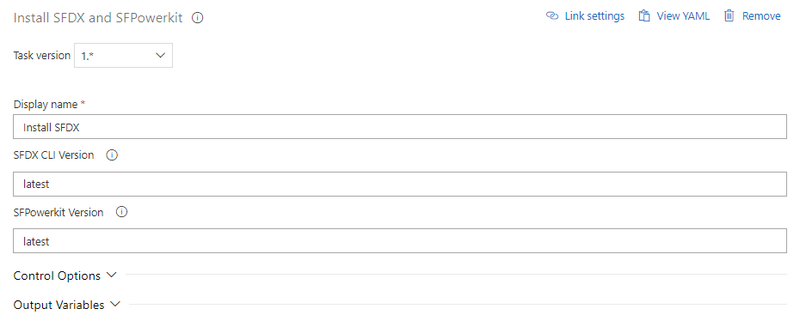 Install SFDX and SFPowerkit Link settings View YAML Remove
Task version 1.*
Display name *
Install SFDX
SFDX CLI Version
latest
SFPowerkit Version
latest
Control Options
Output Variables